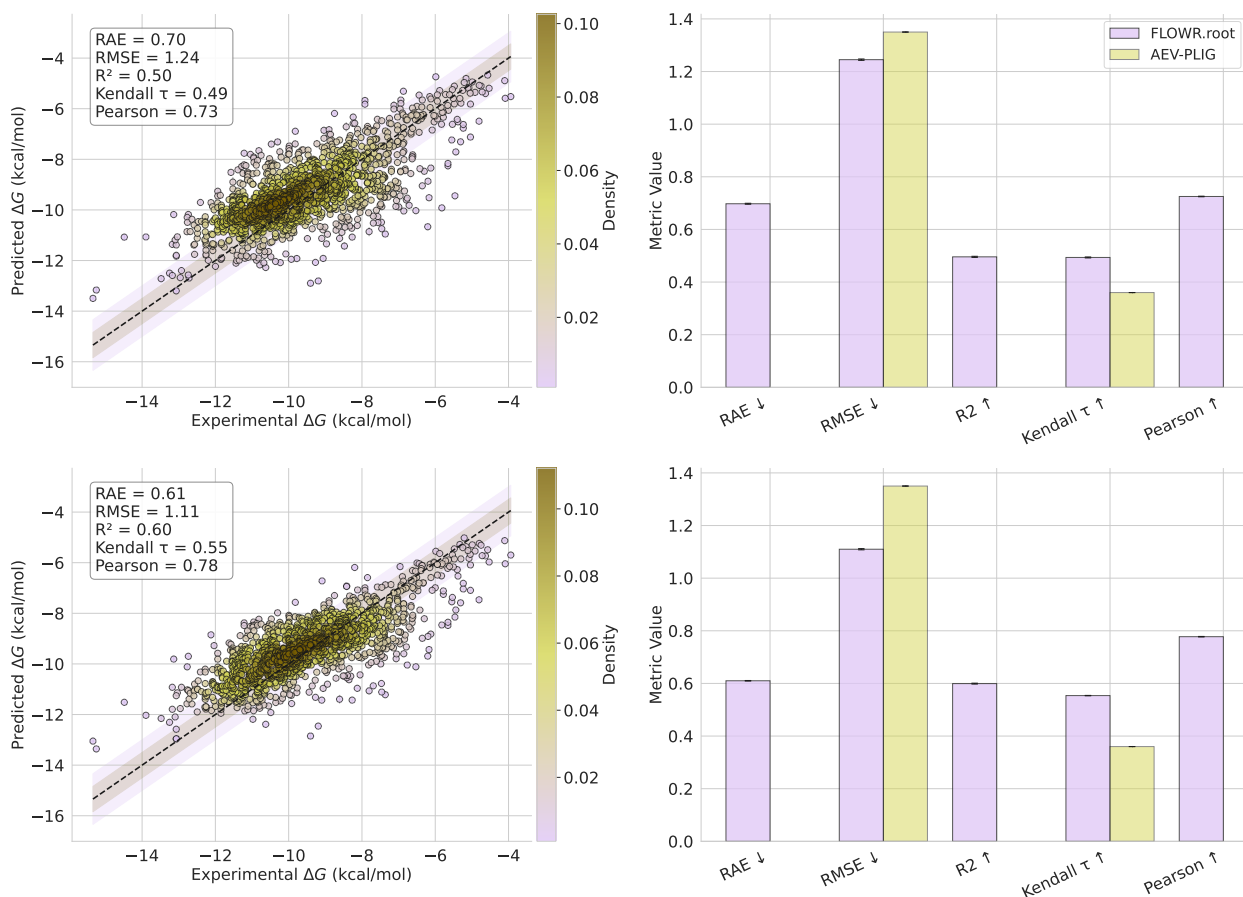 RAE = 0.70
RMSE = 1.24
R² = 0.50
Kendall τ = 0.49
Pearson = 0.73
−4
−6
−8
−10
−12
−14
−16
Predicted ΔG (kcal/mol)
−14 −12 −10 −8 −6 −4
Experimental ΔG (kcal/mol)
0.10
0.08
0.06
0.04
0.02
Density
1.4
1.2
1.0
0.8
0.6
0.4
0.2
0.0
Metric Value
FLOWR.root
AEV-PLIG
RAE ↓
RMSE ↓
R2 ↑
Kendall τ ↑
Pearson ↑
RAE = 0.61
RMSE = 1.11
R² = 0.60
Kendall τ = 0.55
Pearson = 0.78
−4
−6
−8
−10
−12
−14
−16
Predicted ΔG (kcal/mol)
−14 −12 −10 −8 −6 −4
Experimental ΔG (kcal/mol)
0.10
0.08
0.06
0.04
0.02
Density
1.4
1.2
1.0
0.8
0.6
0.4
0.2
0.0
Metric Value
RAE ↓
RMSE ↓
R2 ↑
Kendall τ ↑
Pearson ↑